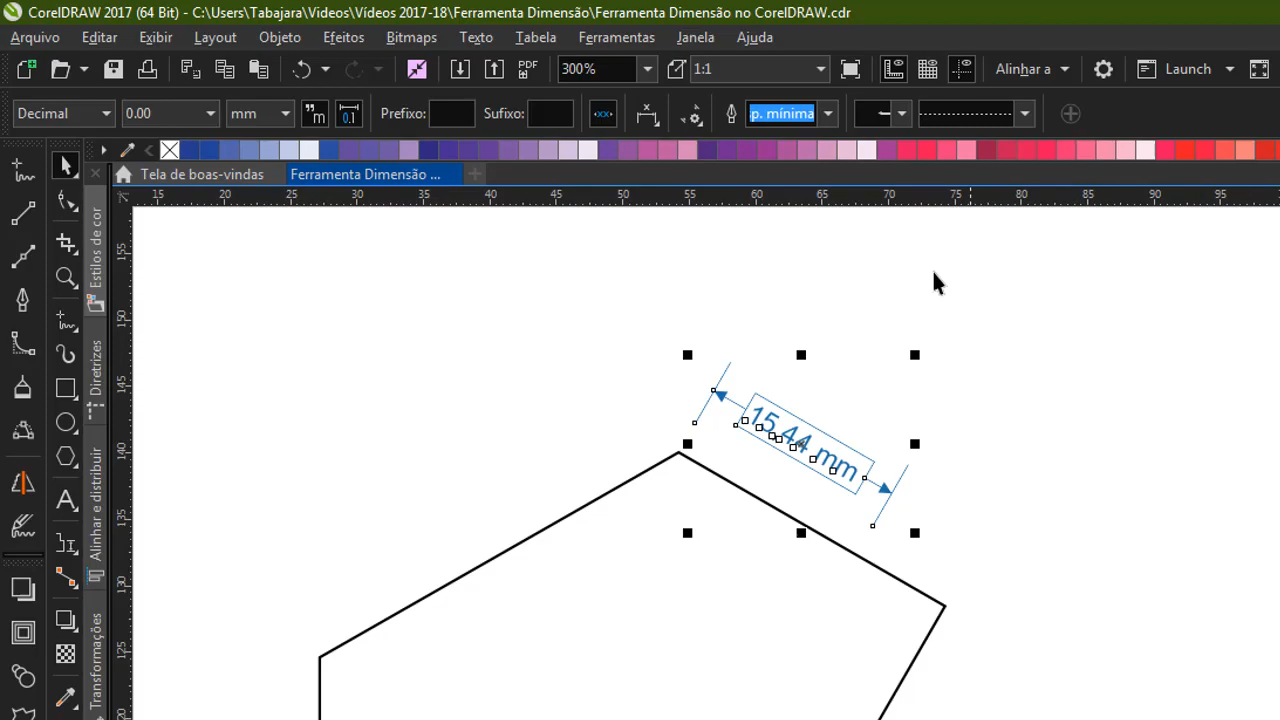 CorelDRAW 2017 (64 Bit) - C:\Users\Tabajara\Videos\Vídeos 2017-18\Ferramenta Dimensão\Ferramenta Dimensão no CorelDRAW.cdr
Arquivo Editar Exibir Layout Objeto Efeitos Bitmaps Texto Tabela Ferramentas Janela Ajuda
PDF 300% 1:1 Alinhar a Launch
Decimal 0.00 mm "m 0.1 Prefixo: Sufixo: p. mínima
Tela de boas-vindas Ferramenta Dimensão ...
15 20 25 30 35 40 45 50 55 60 65 70 75 80 85 90 95
155
150
145
140
135
130
125
120
Estilos de cor
Diretrizes
Alinhar e distribuir
Transformações
15.44 mm